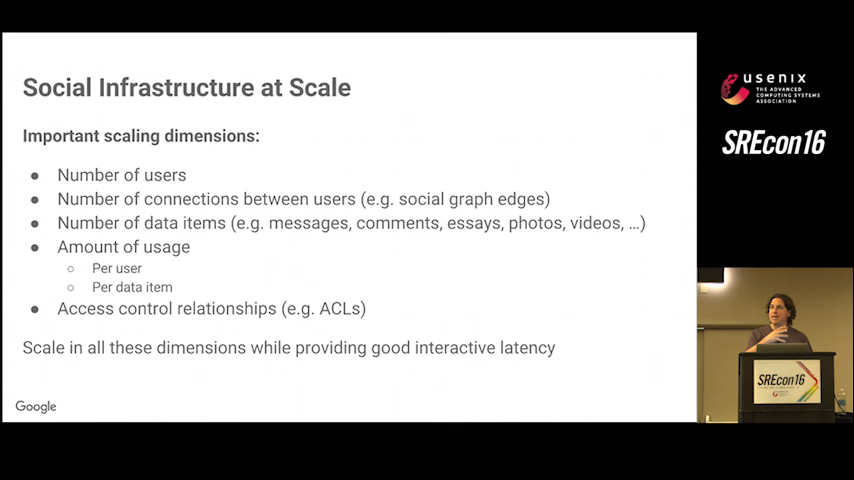 Social Infrastructure at Scale
Important scaling dimensions:
● Number of users
● Number of connections between users (e.g. social graph edges)
● Number of data items (e.g. messages, comments, essays, photos, videos, ...)
● Amount of usage
○ Per user
○ Per data item
● Access control relationships (e.g. ACLs)
Scale in all these dimensions while providing good interactive latency
Google
usenix
THE ADVANCED
COMPUTING SYSTEMS
ASSOCIATION
SREcon16
SREcon16